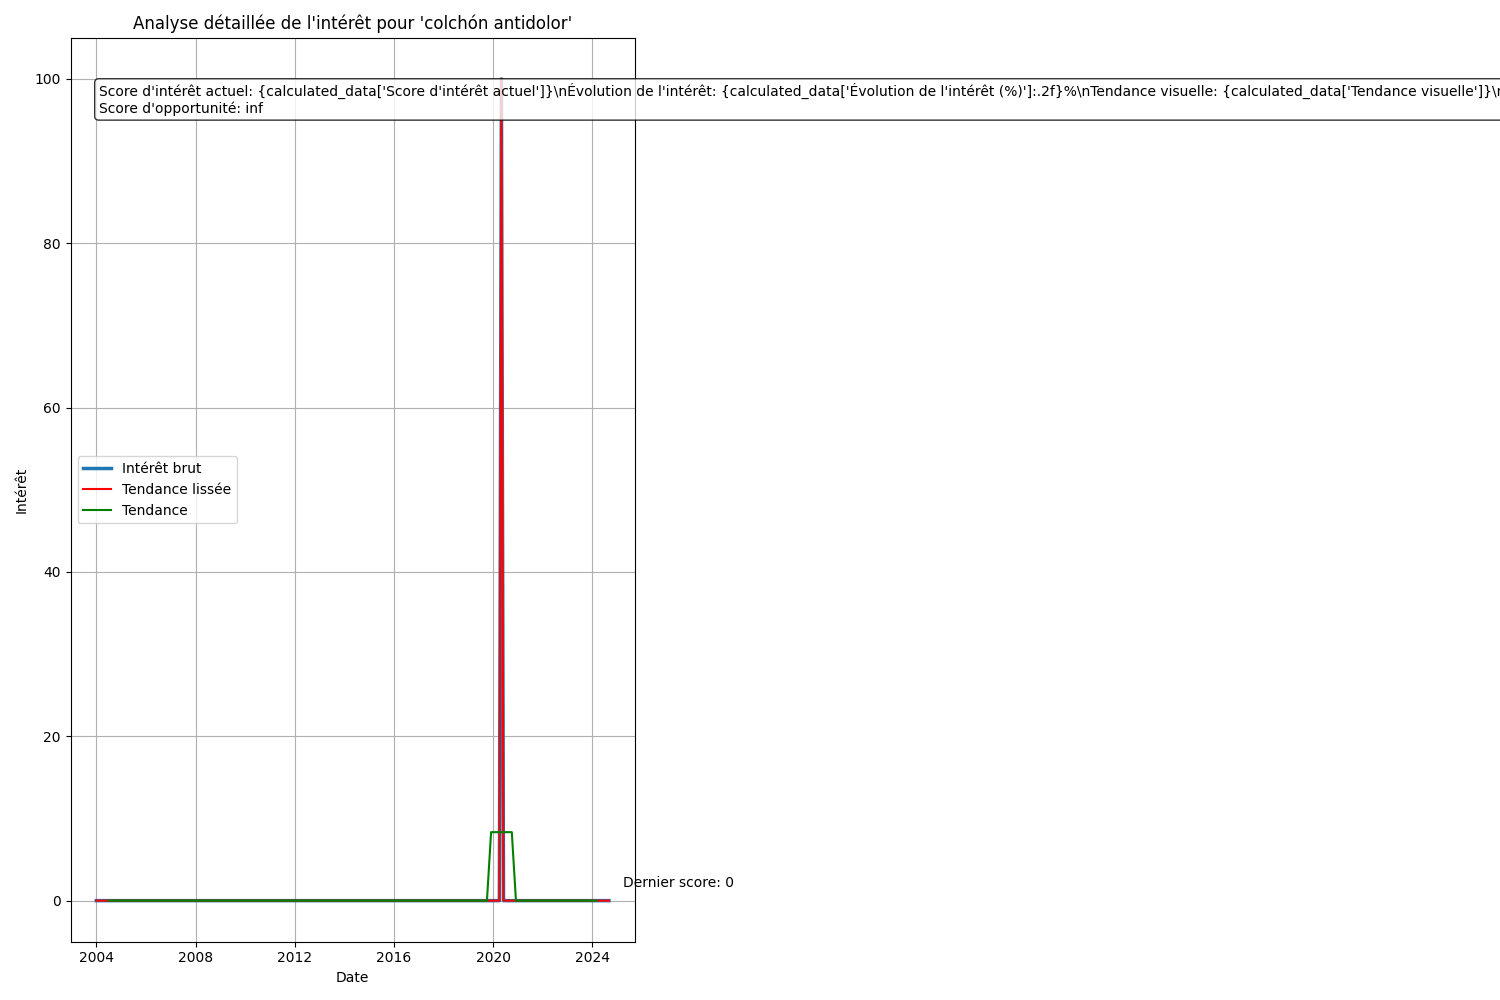 Analyse détaillée de l'intérêt pour 'colchón antidolor'
100
Score d'intérêt actuel: {calculated_data['Score d'intérêt actuel']}\nÉvolution de l'intérêt: {calculated_data['Évolution de l'intérêt (%)']:.2f}%\nTendance visuelle: {calculated_data['Tendance visuelle']}\n
Score d'opportunité: inf
80
60
Intérêt brut
Tendance lissée
Tendance
Intérêt
40
20
Dernier score: 0
0
2004 2008 2012 2016 2020 2024
Date